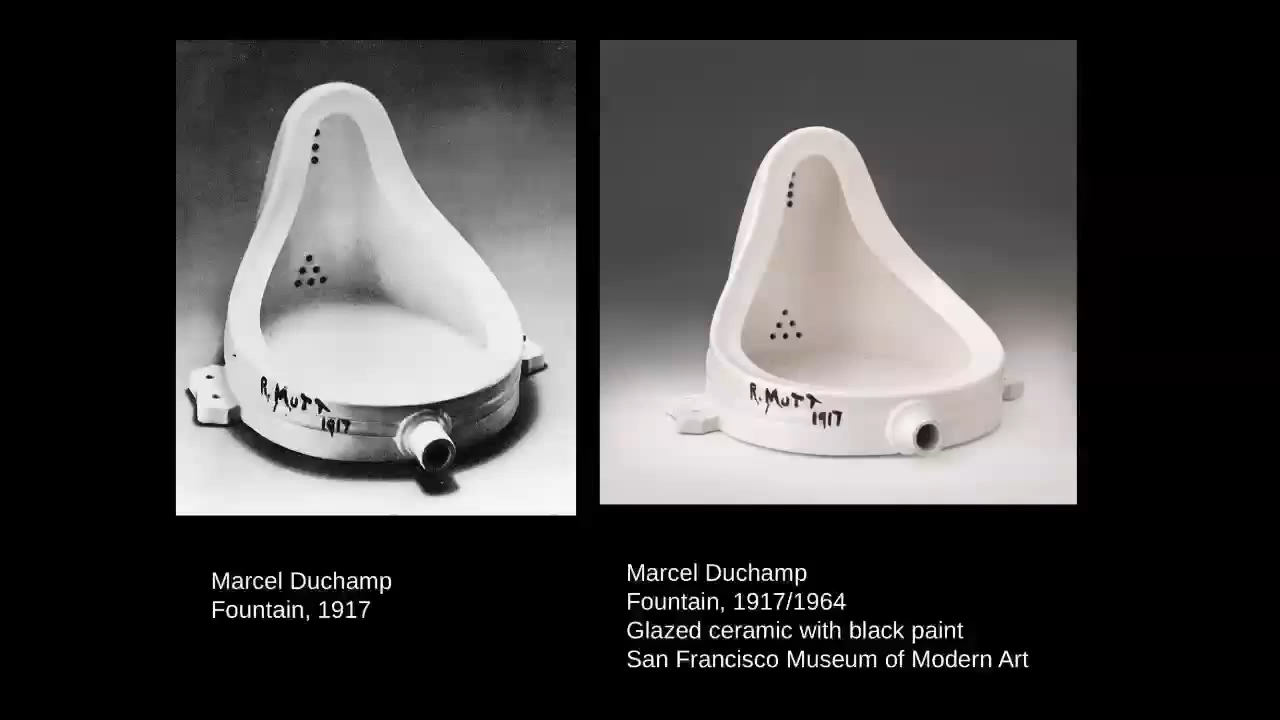 R. MUTT
1917
R. MUTT
1917
Marcel Duchamp
Fountain, 1917
Marcel Duchamp
Fountain, 1917/1964
Glazed ceramic with black paint
San Francisco Museum of Modern Art